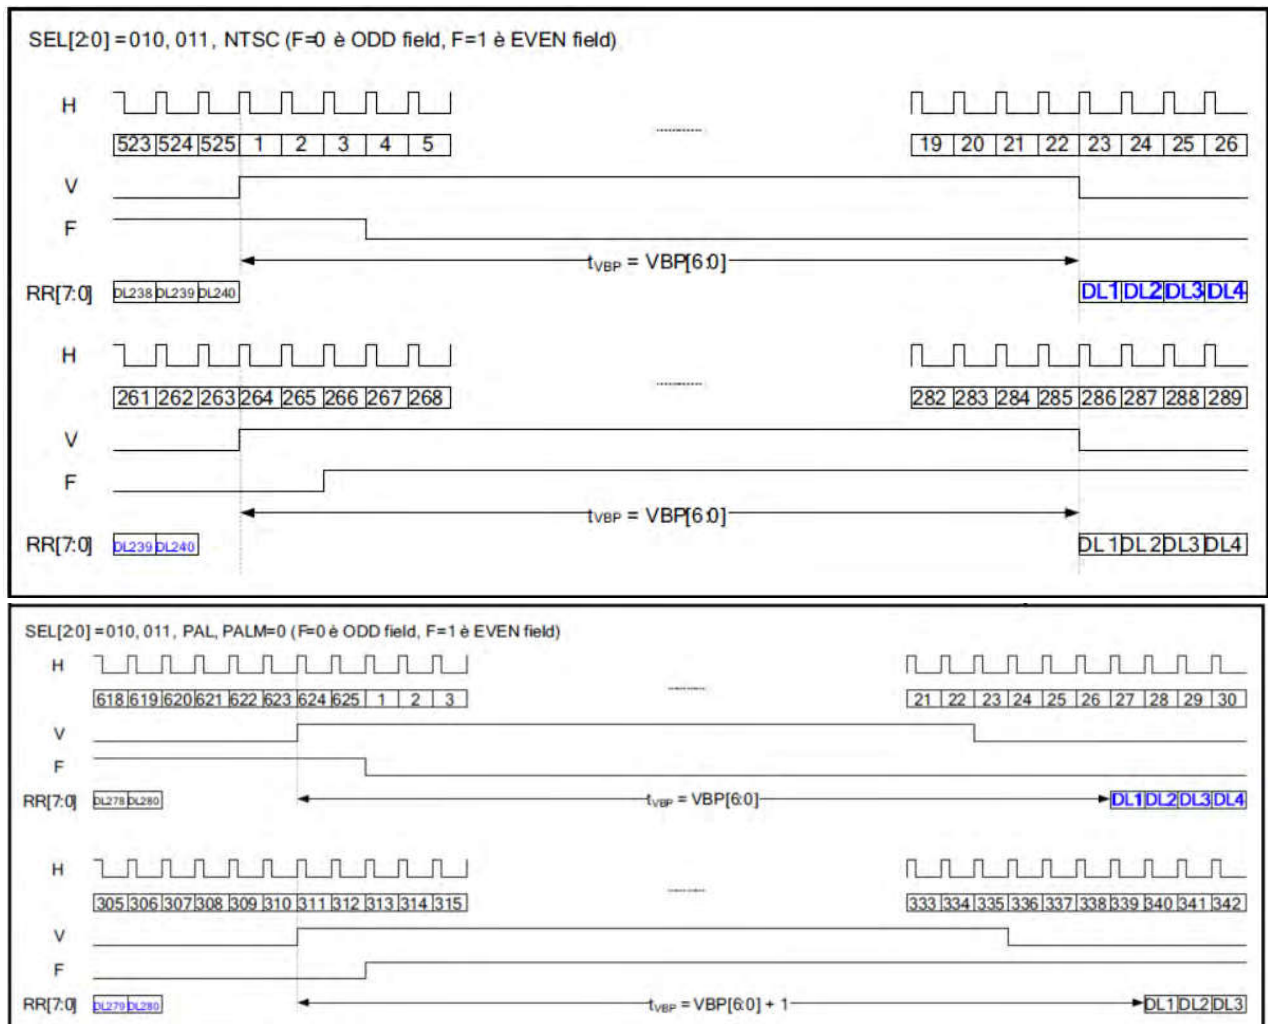 SEL[2:0] = 010, 011, NTSC (F=0 è ODD field, F=1 è EVEN field)
H
523 524 525 1 2 3 4 5 ............ 19 20 21 22 23 24 25 26
V
F
tVBP = VBP[6:0]
RR[7:0] DL238 DL239 DL240 DL1 DL2 DL3 DL4
H
261 262 263 264 265 266 267 268 ............ 282 283 284 285 286 287 288 289
V
F
tVBP = VBP[6:0]
RR[7:0] DL239 DL240 DL1 DL2 DL3 DL4
SEL[2:0] = 010, 011, PAL, PALM=0 (F=0 è ODD field, F=1 è EVEN field)
H
618 619 620 621 622 623 624 625 1 2 3 ............ 21 22 23 24 25 26 27 28 29 30
V
F
RR[7:0] DL278 DL280 tVBP = VBP[6:0] DL1 DL2 DL3 DL4
H
305 306 307 308 309 310 311 312 313 314 315 ............ 333 334 335 336 337 338 339 340 341 342
V
F
RR[7:0] DL279 DL280 tVBP = VBP[6:0] + 1 DL1 DL2 DL3